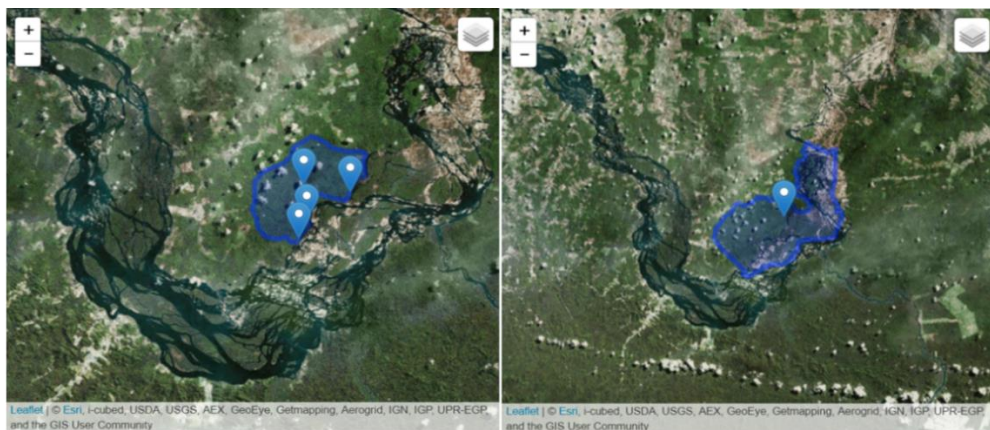 +
−
Leaflet | © Esri, i-cubed, USDA, USGS, AEX, GeoEye, Getmapping, Aerogrid, IGN, IGP, UPR-EGP,
and the GIS User Community
+
−
Leaflet | © Esri, i-cubed, USDA, USGS, AEX, GeoEye, Getmapping, Aerogrid, IGN, IGP, UPR-EGP,
and the GIS User Community